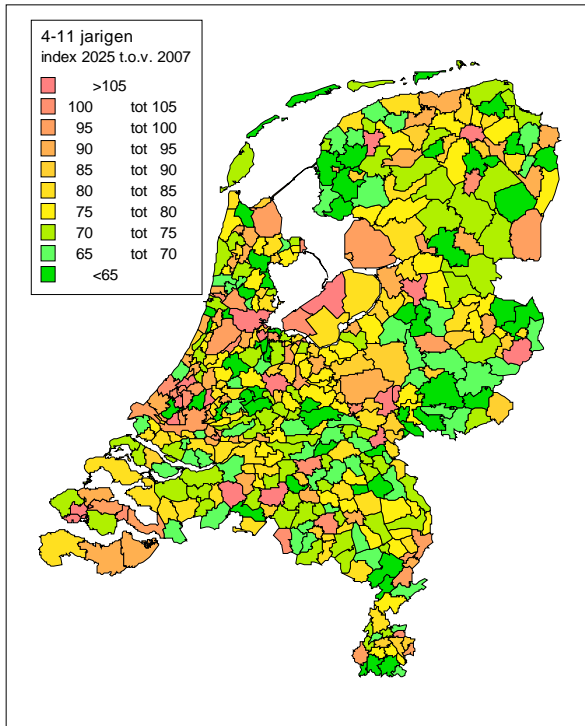 4-11 jarigen
index 2025 t.o.v. 2007
>105
100 tot 105
95 tot 100
90 tot 95
85 tot 90
80 tot 85
75 tot 80
70 tot 75
65 tot 70
<65